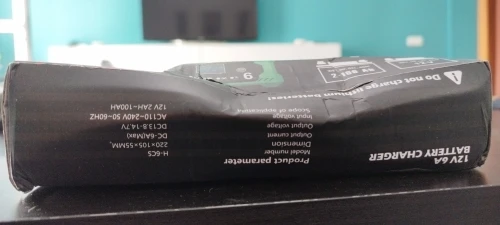 12V 6A
BATTERY CHARGER
Product parameter
Model number
Dimension 220×105×55MM,
Output current DC-6A(Max)
Output voltage DC13.8-14.7V
Input voltage AC110-240V 50-60HZ
Scope of application 12V 2AH-100AH
Do not charge lithium batteries!